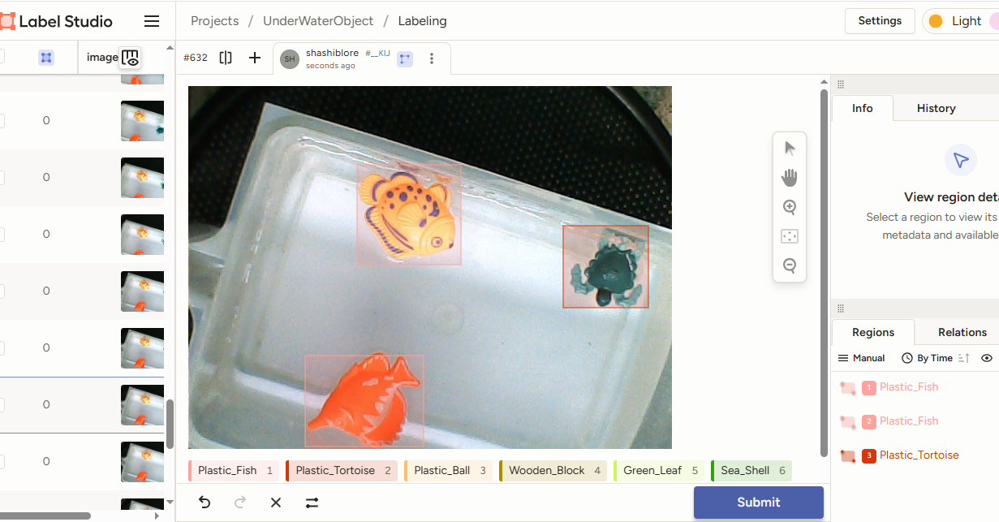 Label Studio
Projects / UnderWaterObject / Labeling
Settings
Light
image
#632
SH
shashiblore #__KIJ
seconds ago
0
0
0
0
0
0
0
Info
History
View region deta
Select a region to view its
metadata and available
Regions
Relations
Manual
By Time
1 Plastic_Fish
2 Plastic_Fish
3 Plastic_Tortoise
Plastic_Fish 1
Plastic_Tortoise 2
Plastic_Ball 3
Wooden_Block 4
Green_Leaf 5
Sea_Shell 6
Submit